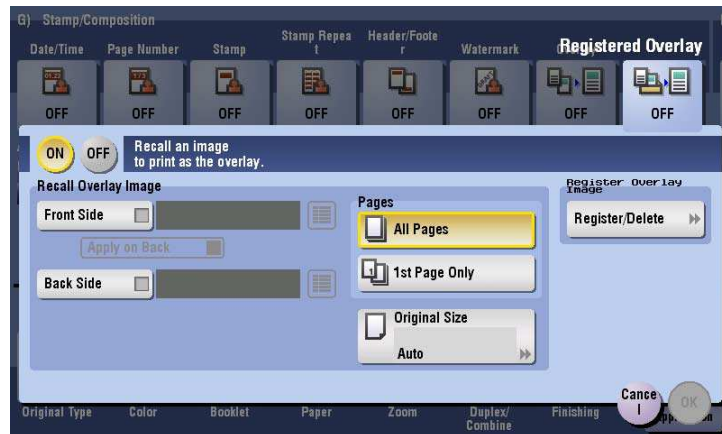 G) Stamp/Composition
Date/Time
Page Number
Stamp
Stamp Repea
t
Header/Foote
r
Watermark
Registered Overlay
OFF
OFF
OFF
OFF
OFF
OFF
OFF
OFF
ON
OFF
Recall an image
to print as the overlay.
Recall Overlay Image
Front Side
Apply on Back
Back Side
Pages
All Pages
1st Page Only
Original Size
Auto
Register Overlay
Image
Register/Delete
Cance
l
OK
Original Type
Color
Booklet
Paper
Zoom
Duplex/
Combine
Finishing